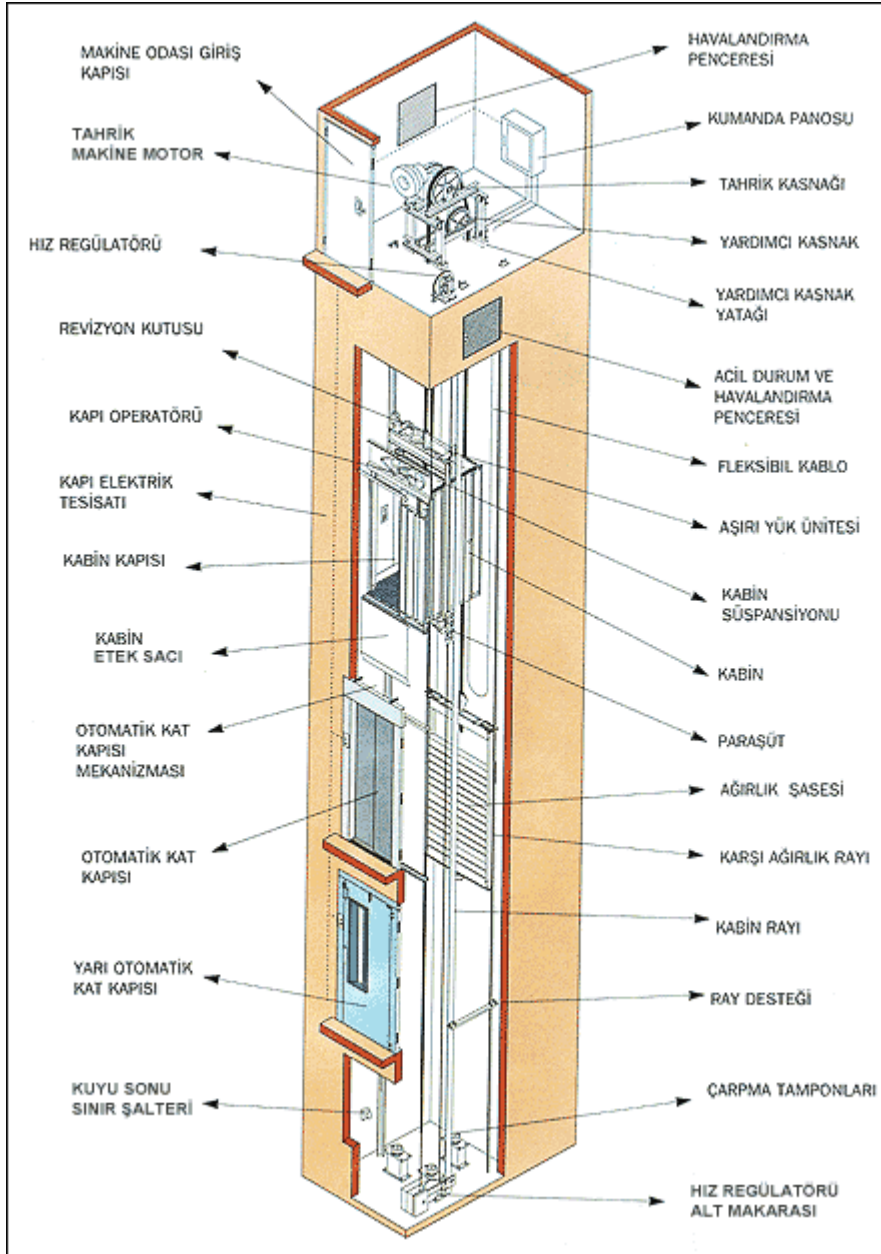 MAKİNE ODASI GİRİŞ
KAPISI
TAHRİK
MAKİNE MOTOR
HIZ REGÜLATÖRÜ
REVİZYON KUTUSU
KAPI OPERATÖRÜ
KAPI ELEKTRİK
TESİSATI
KABİN KAPISI
KABİN
ETEK SACI
OTOMATİK KAT
KAPISI
MEKANİZMASI
OTOMATİK KAT
KAPISI
YARI OTOMATİK
KAT KAPISI
KUYU SONU
SINIR ŞALTERİ
HAVALANDIRMA
PENCERESİ
KUMANDA PANOSU
TAHRİK KASNAĞI
YARDIMCI KASNAK
YARDIMCI KASNAK
YATAĞI
ACİL DURUM VE
HAVALANDIRMA
PENCERESİ
FLEKSİBIL KABLO
AŞIRI YÜK ÜNİTESİ
KABİN
SÜSPANSİYONU
KABİN
PARAŞÜT
AĞIRLIK ŞASESİ
KARŞI AĞIRLIK RAYI
KABİN RAYI
RAY DESTEĞİ
ÇARPMA TAMPONLARI
HIZ REGÜLATÖRÜ
ALT MAKARASI